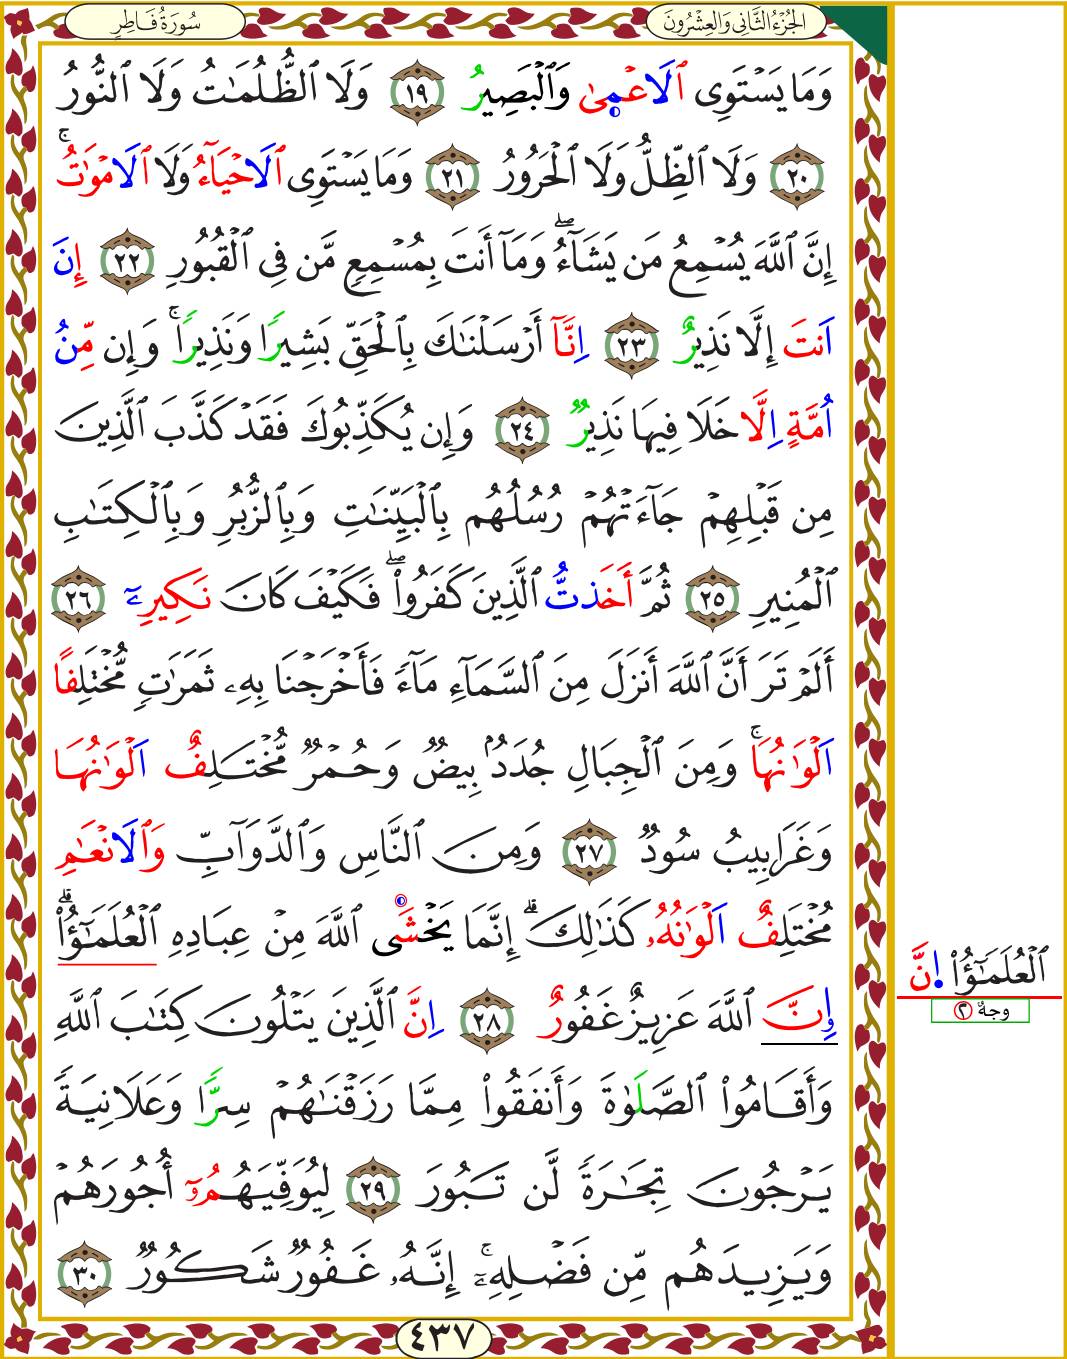 الجُزْءُ الثَّانِي وَالعِشْرُونَ
سُورَةُ فَاطِرٍ
وَمَا يَسْتَوِى ٱلَاعْمٜىٰ وَٱلْبَصِيرُ ١٩ وَلَا ٱلظُّلُمَٰتُ وَلَا ٱلنُّورُ
٢٠ وَلَا ٱلظِّلُّ وَلَا ٱلْحَرُورُ ٢١ وَمَا يَسْتَوِى ٱلَاحْيَآءُ وَلَا ٱلَامْوَٰتُۚ
إِنَّ ٱللَّهَ يُسْمِعُ مَن يَشَآءُۖ وَمَآ أَنتَ بِمُسْمِعٍ مَّن فِى ٱلْقُبُورِ ٢٢ إِنَ
اَنتَ إِلَّا نَذِيرٌ ٢٣ اِنَّآ أَرْسَلْنَٰكَ بِٱلْحَقِّ بَشِيرًا وَنَذِيرًاۚ وَإِن مِّنُ
اُمَّةٍ اِلَّا خَلَا فِيهَا نَذِيرٌ ٢٤ وَإِن يُكَذِّبُوكَ فَقَدْ كَذَّبَ ٱلَّذِينَ
مِن قَبْلِهِمْ جَآءَتْهُمْ رُسُلُهُم بِٱلْبَيِّنَٰتِ وَبِٱلزُّبُرِ وَبِٱلْكِتَٰبِ
ٱلْمُنِيرِ ٢٥ ثُمَّ أَخَذتُّ ٱلَّذِينَ كَفَرُواْۖ فَكَيْفَ كَانَ نَكِيرِۦٓ ٢٦
أَلَمْ تَرَ أَنَّ ٱللَّهَ أَنزَلَ مِنَ ٱلسَّمَآءِ مَآءً فَأَخْرَجْنَا بِهِۦ ثَمَرَٰتٍ مُّخْتَلِفًا
اَلْوَٰنُهَاۚ وَمِنَ ٱلْجِبَالِ جُدَدُۢ بِيضٌ وَحُمْرٌ مُّخْتَلِفٌ اَلْوَٰنُهَا
وَغَرَابِيبُ سُودٌ ٢٧ وَمِنَ ٱلنَّاسِ وَٱلدَّوَآبِّ وَٱلَانْعَٰمِ
مُخْتَلِفٌ اَلْوَٰنُهُۥ كَذَٰلِكَۗ إِنَّمَا يَخْشَى ٱللَّهَ مِنْ عِبَادِهِ ٱلْعُلَمَٰٓؤُاْۗ
إِنَّ ٱللَّهَ عَزِيزٌ غَفُورٌ ٢٨ اِنَّ ٱلَّذِينَ يَتْلُونَ كِتَٰبَ ٱللَّهِ
وَأَقَامُواْ ٱلصَّلَوٰةَ وَأَنفَقُواْ مِمَّا رَزَقْنَٰهُمْ سِرًّا وَعَلَانِيَةً
يَرْجُونَ تِجَٰرَةً لَّن تَبُورَ ٢٩ لِيُوَفِّيَهُمُۥٓ أُجُورَهُمْ
وَيَزِيدَهُم مِّن فَضْلِهِۦٓۚ إِنَّهُۥ غَفُورٌ شَكُورٌ ٣٠
ٱلْعُلَمَٰٓؤُاْ اِنَّ
وجهٌ ٢
٤٣٧